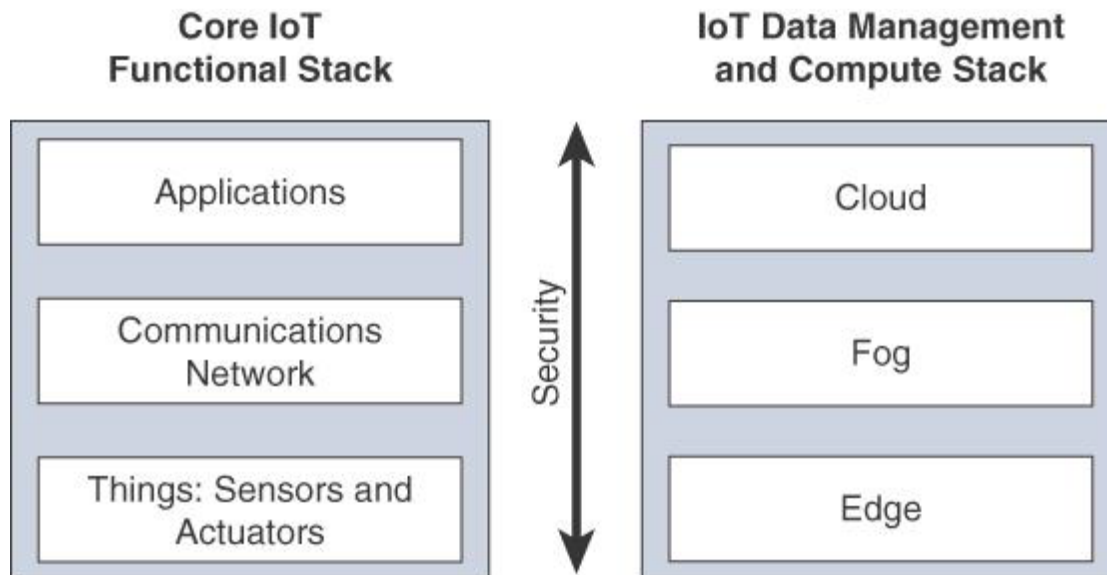 Core IoT
Functional Stack
Applications
Communications
Network
Things: Sensors and
Actuators
Security
IoT Data Management
and Compute Stack
Cloud
Fog
Edge